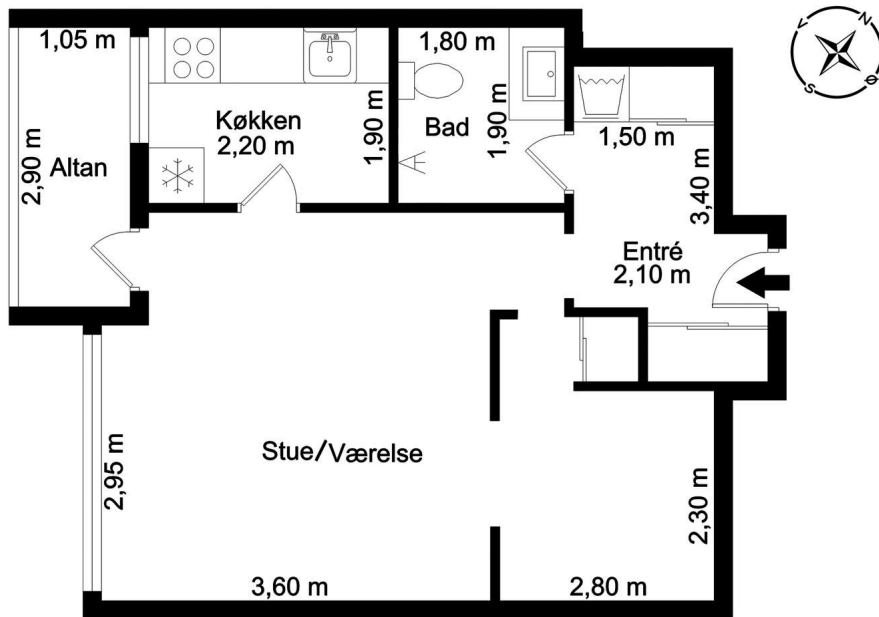 1,05 m
2,90 m
Altan
Køkken
2,20 m
1,90 m
1,80 m
Bad
1,90 m
1,50 m
3,40 m
Entré
2,10 m
V
N
S
Ø
Stue/Værelse
2,95 m
3,60 m
2,80 m
2,30 m